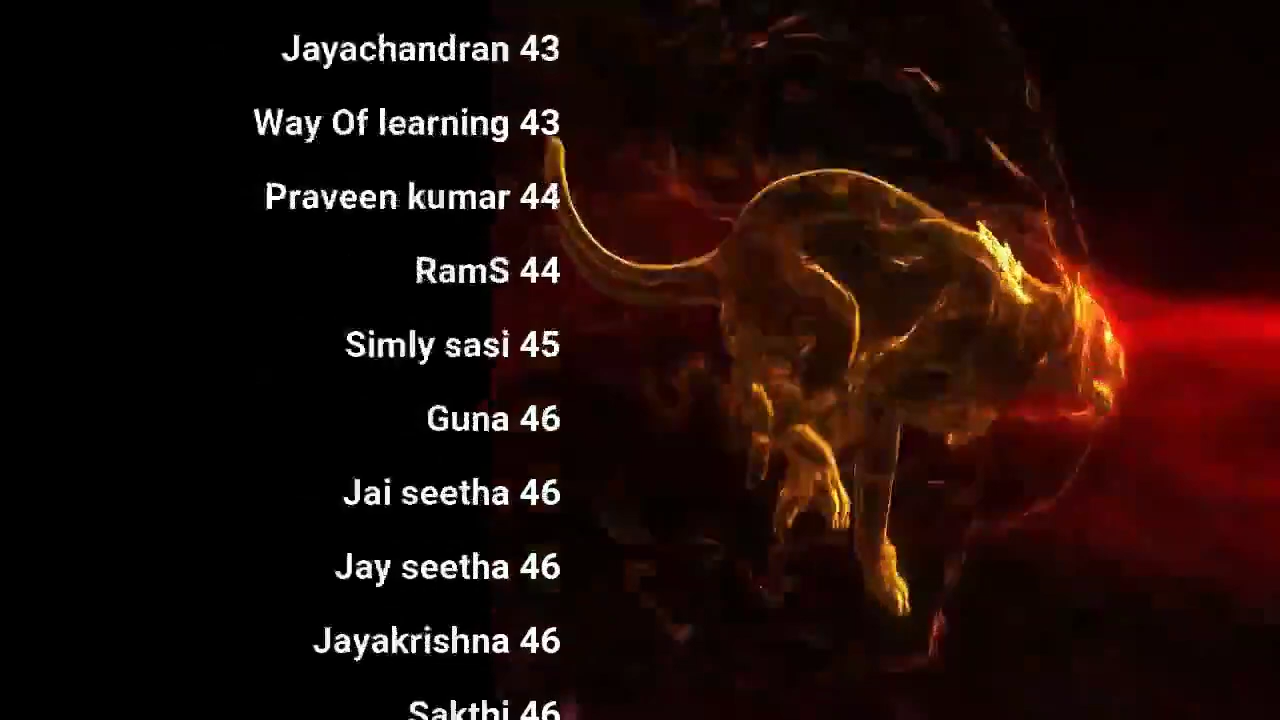 Jayachandran 43
Way Of learning 43
Praveen kumar 44
RamS 44
Simly sasi 45
Guna 46
Jai seetha 46
Jay seetha 46
Jayakrishna 46
Sakthi 46